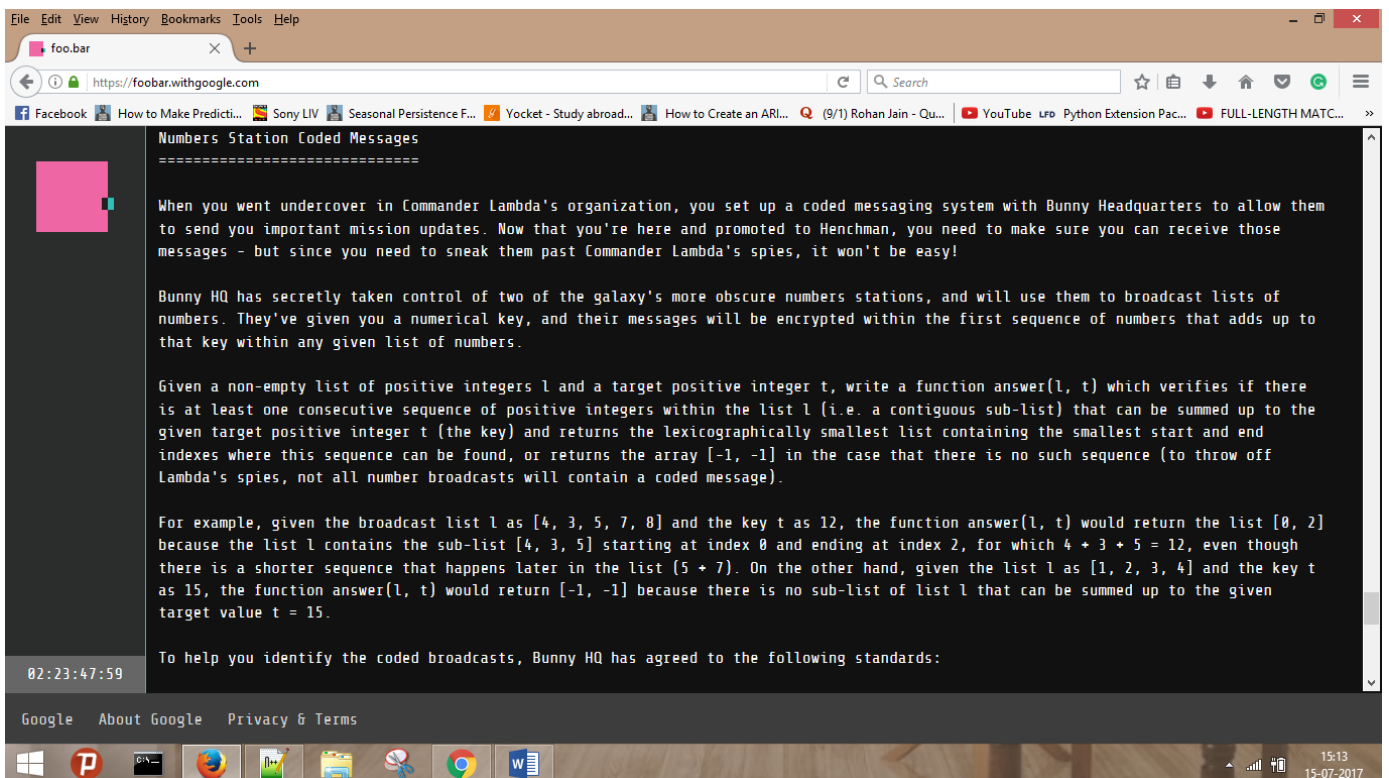 File Edit View History Bookmarks Tools Help
foo.bar
https://foobar.withgoogle.com
Search
Facebook How to Make Predicti... Sony LIV Seasonal Persistence F... Yocket - Study abroad... How to Create an ARI... (9/1) Rohan Jain - Qu... YouTube LFD Python Extension Pac... FULL-LENGTH MATC... »
Numbers Station Coded Messages
==============================
When you went undercover in Commander Lambda's organization, you set up a coded messaging system with Bunny Headquarters to allow them
to send you important mission updates. Now that you're here and promoted to Henchman, you need to make sure you can receive those
messages - but since you need to sneak them past Commander Lambda's spies, it won't be easy!
Bunny HQ has secretly taken control of two of the galaxy's more obscure numbers stations, and will use them to broadcast lists of
numbers. They've given you a numerical key, and their messages will be encrypted within the first sequence of numbers that adds up to
that key within any given list of numbers.
Given a non-empty list of positive integers l and a target positive integer t, write a function answer(l, t) which verifies if there
is at least one consecutive sequence of positive integers within the list l (i.e. a contiguous sub-list) that can be summed up to the
given target positive integer t (the key) and returns the lexicographically smallest list containing the smallest start and end
indexes where this sequence can be found, or returns the array [-1, -1] in the case that there is no such sequence (to throw off
Lambda's spies, not all number broadcasts will contain a coded message).
For example, given the broadcast list l as [4, 3, 5, 7, 8] and the key t as 12, the function answer(l, t) would return the list [0, 2]
because the list l contains the sub-list [4, 3, 5] starting at index 0 and ending at index 2, for which 4 + 3 + 5 = 12, even though
there is a shorter sequence that happens later in the list (5 + 7). On the other hand, given the list l as [1, 2, 3, 4] and the key t
as 15, the function answer(l, t) would return [-1, -1] because there is no sub-list of list l that can be summed up to the given
target value t = 15.
To help you identify the coded broadcasts, Bunny HQ has agreed to the following standards:
02:23:47:59
Google About Google Privacy & Terms
15:13
15-07-2017